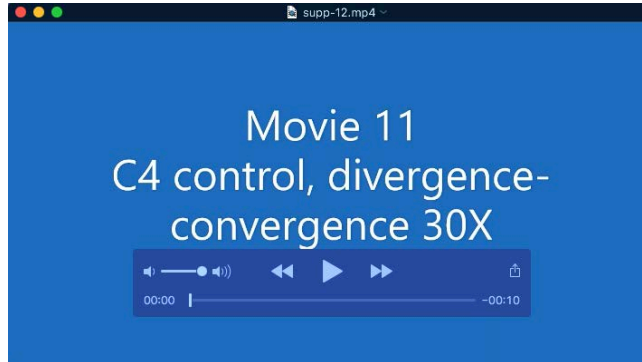 supp-12.mp4
Movie 11
C4 control, divergence-
convergence 30X
00:00
-00:10